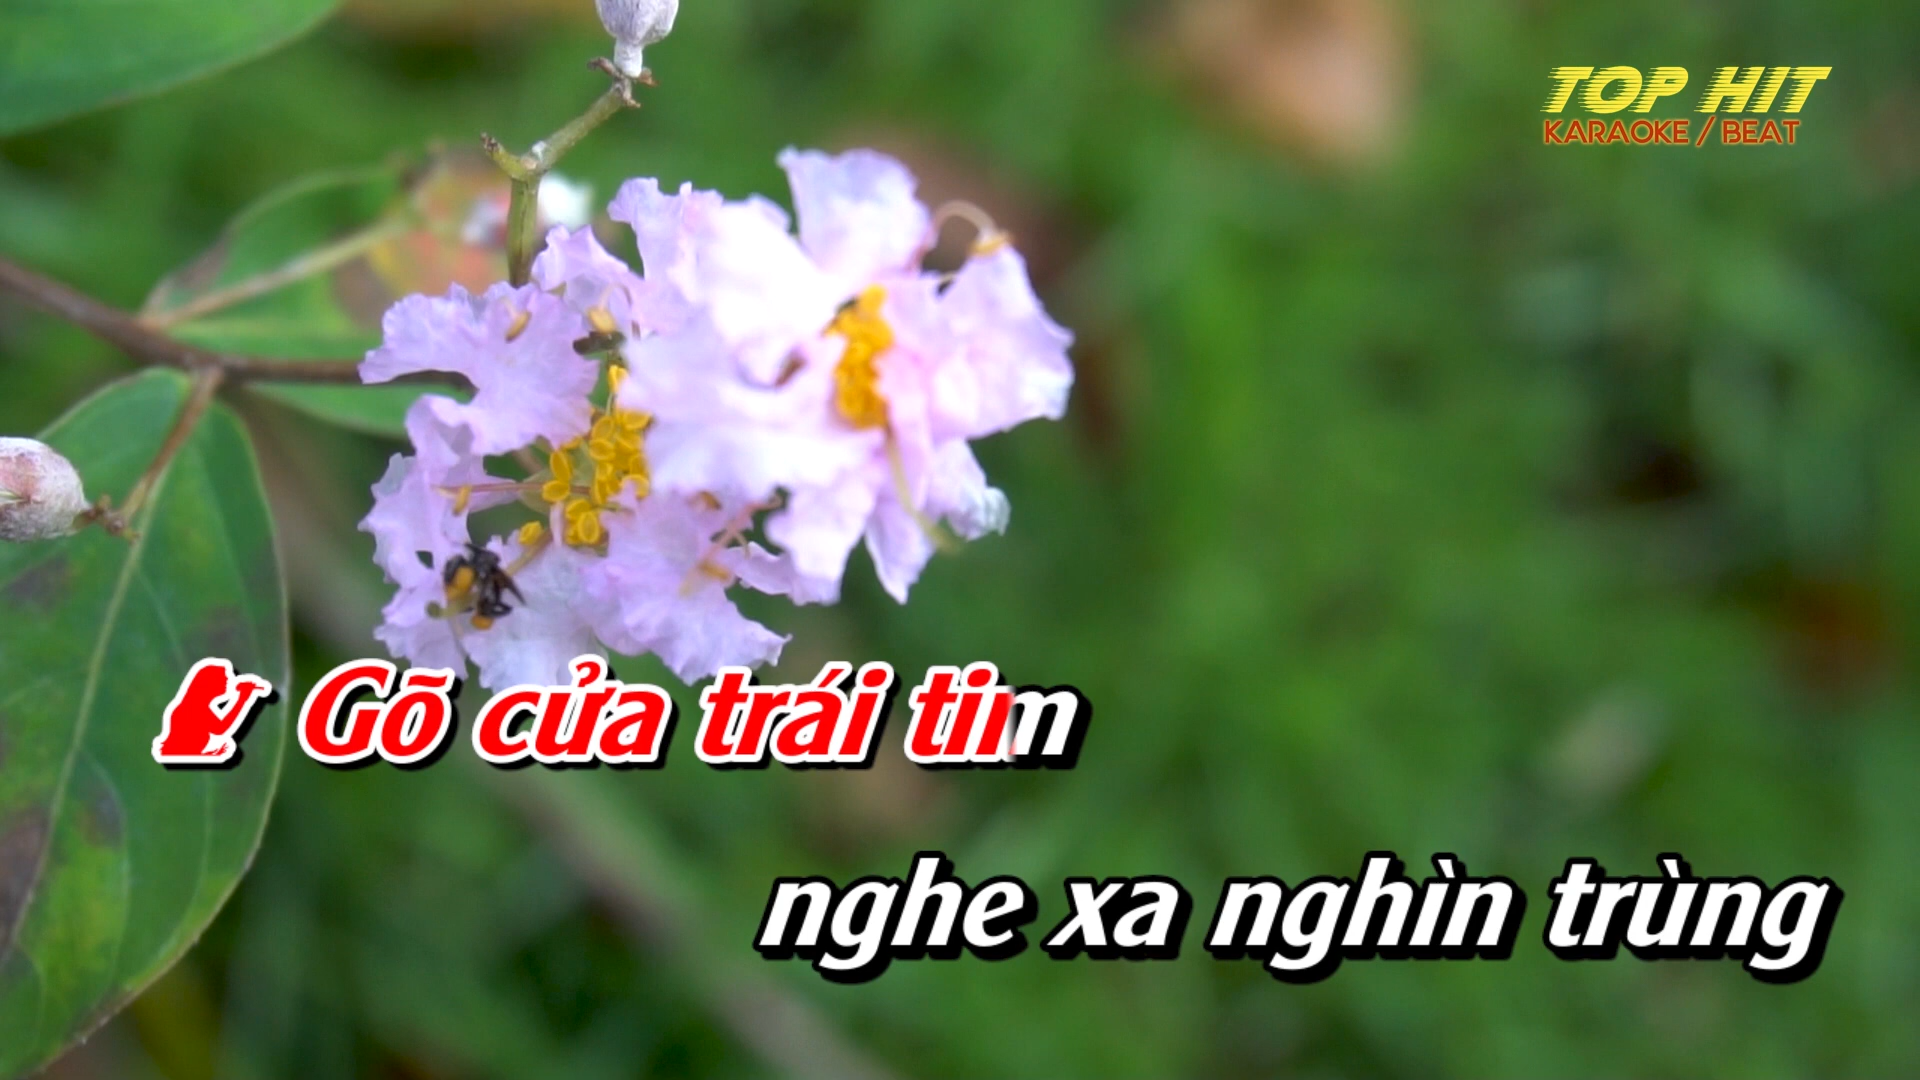 TOP HIT
KARAOKE / BEAT
Gõ cửa trái tim
nghe xa nghìn trùng